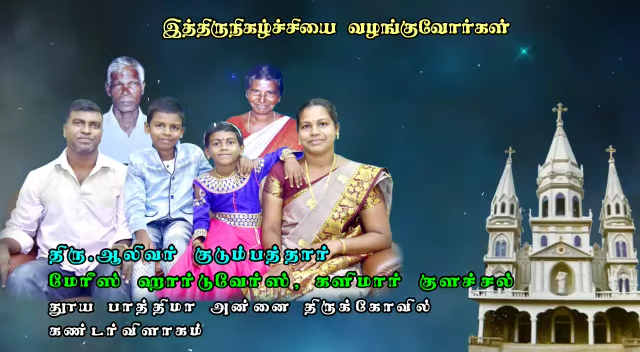 இத்திருநிகழ்ச்சியை வழங்குவோர்கள்
திரு.ஆலிவர் குடும்பத்தார்
மேரீஸ் ஹார்டுவேர்ஸ், களிமார் குளச்சல்
தூய பாத்திமா அன்னை திருக்கோவில்
கண்டர்விளாகம்